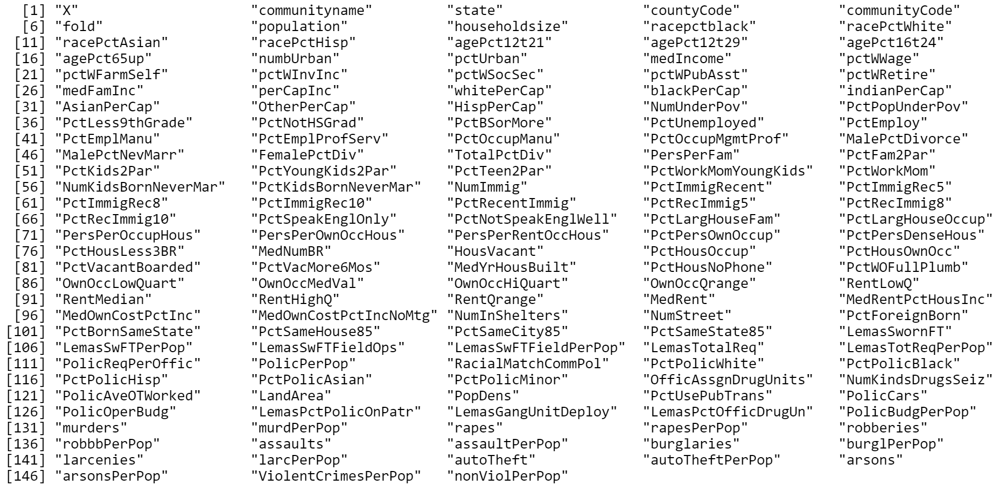 [1] "X" "communityname" "state" "countyCode" "communityCode"
[6] "fold" "population" "householdsize" "racepctblack" "racePctWhite"
[11] "racePctAsian" "racePctHisp" "agePct12t21" "agePct12t29" "agePct16t24"
[16] "agePct65up" "numbUrban" "pctUrban" "medIncome" "pctWWage"
[21] "pctWFarmSelf" "pctWInvInc" "pctWSocSec" "pctWPubAsst" "pctWRetire"
[26] "medFamInc" "perCapInc" "whitePerCap" "blackPerCap" "indianPerCap"
[31] "AsianPerCap" "OtherPerCap" "HispPerCap" "NumUnderPov" "PctPopUnderPov"
[36] "PctLess9thGrade" "PctNotHSGrad" "PctBSorMore" "PctUnemployed" "PctEmploy"
[41] "PctEmplManu" "PctEmplProfServ" "PctOccupManu" "PctOccupMgmtProf" "MalePctDivorce"
[46] "MalePctNevMarr" "FemalePctDiv" "TotalPctDiv" "PersPerFam" "PctFam2Par"
[51] "PctKids2Par" "PctYoungKids2Par" "PctTeen2Par" "PctWorkMomYoungKids" "PctWorkMom"
[56] "NumKidsBornNeverMar" "PctKidsBornNeverMar" "NumImmig" "PctImmigRecent" "PctImmigRec5"
[61] "PctImmigRec8" "PctImmigRec10" "PctRecentImmig" "PctRecImmig5" "PctRecImmig8"
[66] "PctRecImmig10" "PctSpeakEnglOnly" "PctNotSpeakEnglWell" "PctLargHouseFam" "PctLargHouseOccup"
[71] "PersPerOccupHous" "PersPerOwnOccHous" "PersPerRentOccHous" "PctPersOwnOccup" "PctPersDenseHous"
[76] "PctHousLess3BR" "MedNumBR" "HousVacant" "PctHousOccup" "PctHousOwnOcc"
[81] "PctVacantBoarded" "PctVacMore6Mos" "MedYrHousBuilt" "PctHousNoPhone" "PctWOFullPlumb"
[86] "OwnOccLowQuart" "OwnOccMedVal" "OwnOccHiQuart" "OwnOccQrange" "RentLowQ"
[91] "RentMedian" "RentHighQ" "RentQrange" "MedRent" "MedRentPctHousInc"
[96] "MedOwnCostPctInc" "MedOwnCostPctIncNoMtg" "NumInShelters" "NumStreet" "PctForeignBorn"
[101] "PctBornSameState" "PctSameHouse85" "PctSameCity85" "PctSameState85" "LemasSwornFT"
[106] "LemasSwFTPerPop" "LemasSwFTFieldOps" "LemasSwFTFieldPerPop" "LemasTotalReq" "LemasTotReqPerPop"
[111] "PolicReqPerOffic" "PolicPerPop" "RacialMatchCommPol" "PctPolicWhite" "PctPolicBlack"
[116] "PctPolicHisp" "PctPolicAsian" "PctPolicMinor" "OfficAssgnDrugUnits" "NumKindsDrugsSeiz"
[121] "PolicAveOTWorked" "LandArea" "PopDens" "PctUsePubTrans" "PolicCars"
[126] "PolicOperBudg" "LemasPctPolicOnPatr" "LemasGangUnitDeploy" "LemasPctOfficDrugUn" "PolicBudgPerPop"
[131] "murders" "murdPerPop" "rapes" "rapesPerPop" "robberies"
[136] "robbbPerPop" "assaults" "assaultPerPop" "burglaries" "burglPerPop"
[141] "larcenies" "larcPerPop" "autoTheft" "autoTheftPerPop" "arsons"
[146] "arsonsPerPop" "ViolentCrimesPerPop" "nonViolPerPop"